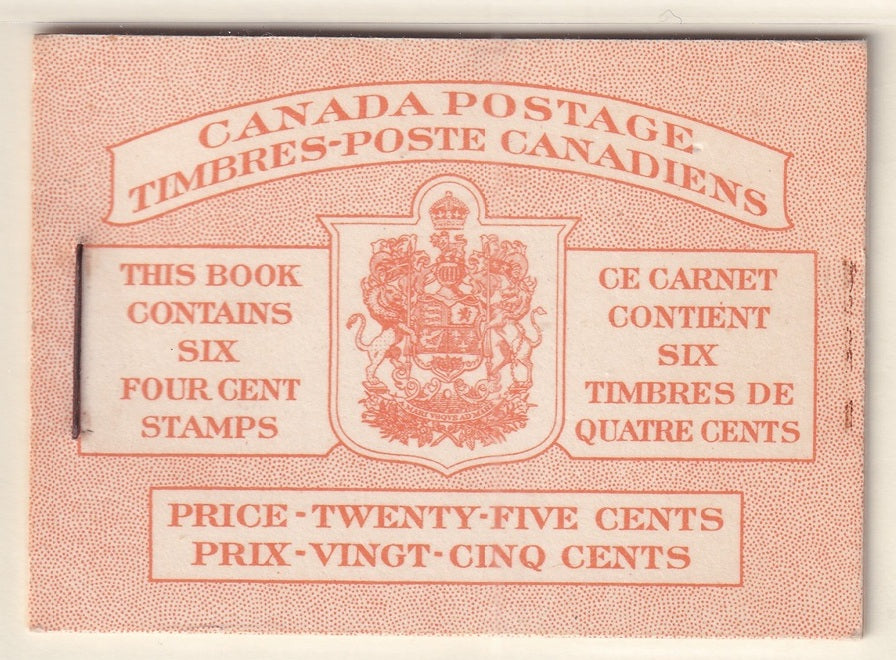 CANADA POSTAGE
TIMBRES-POSTE CANADIENS
THIS BOOK
CONTAINS
SIX
FOUR CENT
STAMPS
CE CARNET
CONTIENT
SIX
TIMBRES DE
QUATRE CENTS
PRICE-TWENTY-FIVE CENTS
PRIX-VINGT-CINQ CENTS